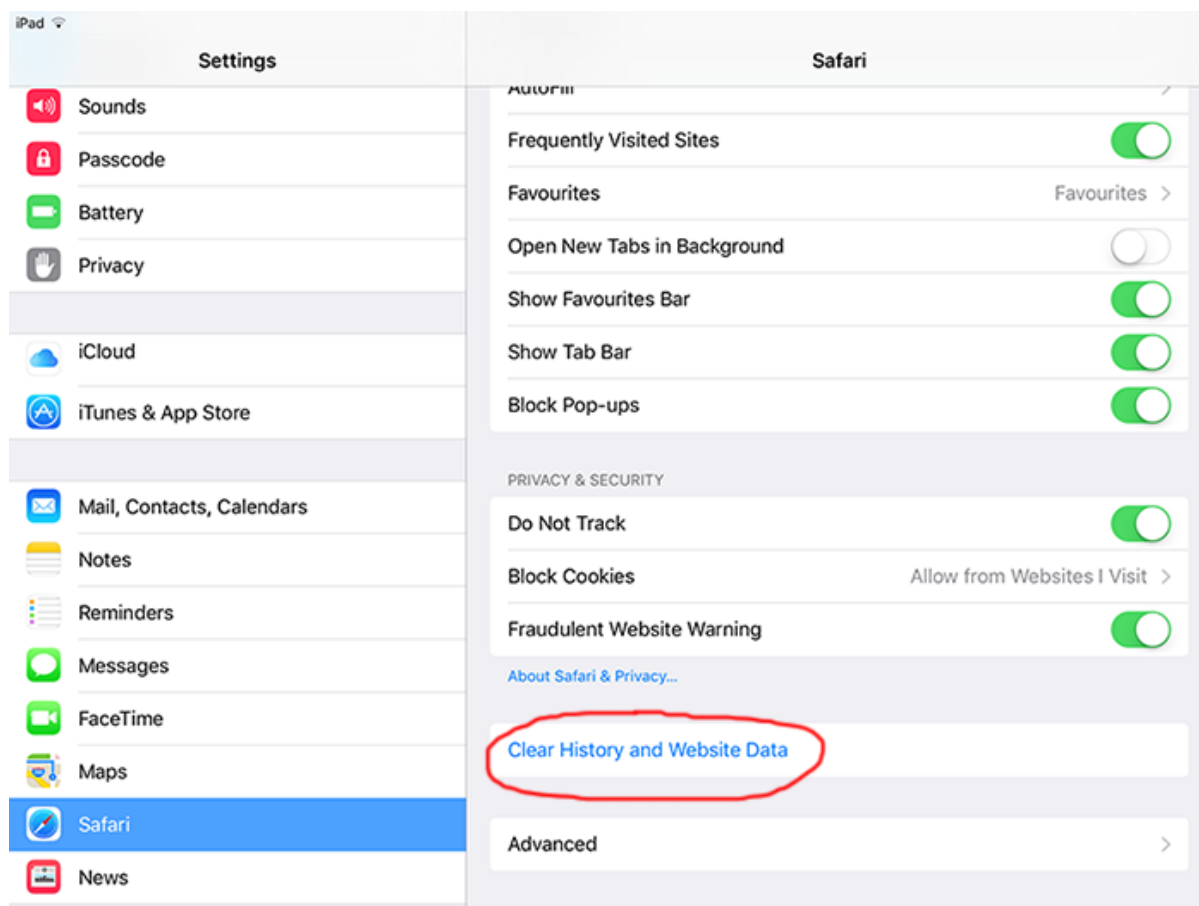 iPad
Settings
Sounds
Passcode
Battery
Privacy
iCloud
iTunes & App Store
Mail, Contacts, Calendars
Notes
Reminders
Messages
FaceTime
Maps
Safari
News
Safari
AutoFill
Frequently Visited Sites
Favourites Favourites
Open New Tabs in Background
Show Favourites Bar
Show Tab Bar
Block Pop-ups
PRIVACY & SECURITY
Do Not Track
Block Cookies Allow from Websites I Visit
Fraudulent Website Warning
About Safari & Privacy...
Clear History and Website Data
Advanced